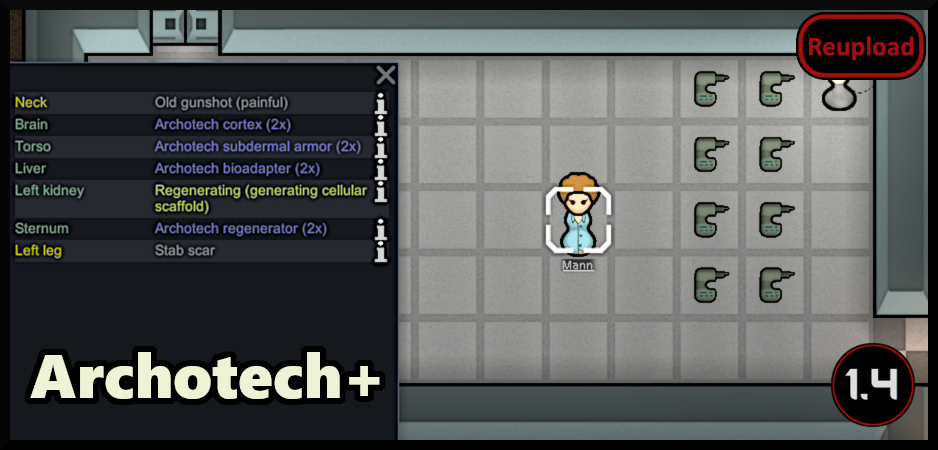 Reupload
Neck Old gunshot (painful)
Brain Archotech cortex (2x)
Torso Archotech subdermal armor (2x)
Liver Archotech bioadapter (2x)
Left kidney Regenerating (generating cellular
scaffold)
Sternum Archotech regenerator (2x)
Left leg Stab scar
Mann
Archotech+
1.4